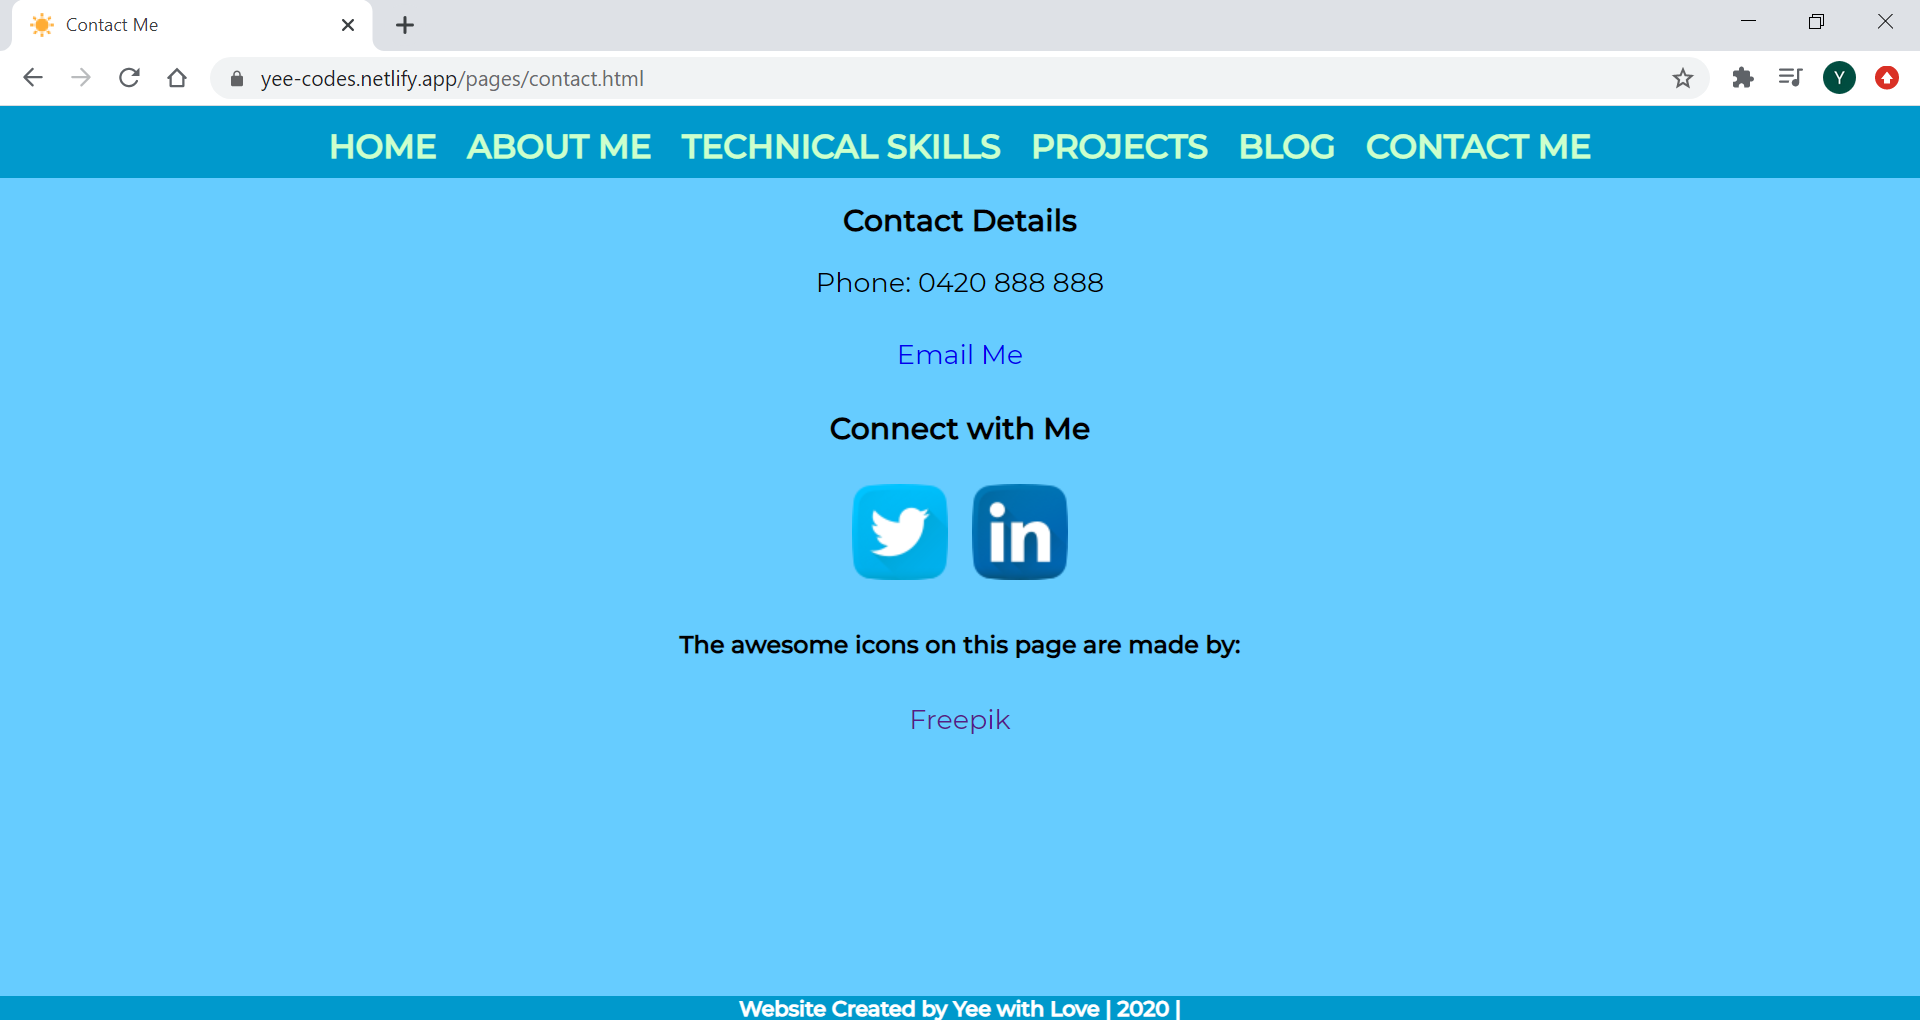 Contact Me
yee-codes.netlify.app/pages/contact.html
Y
HOME ABOUT ME TECHNICAL SKILLS PROJECTS BLOG CONTACT ME
Contact Details
Phone: 0420 888 888
Email Me
Connect with Me
in
The awesome icons on this page are made by:
Freepik
Website Created by Yee with Love | 2020 |